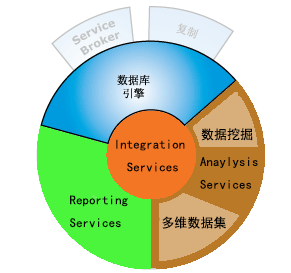 Service
Broker
复制
数据库
引擎
Integration
Services
数据挖掘
Anaylysis
Services
Reporting
Services
多维数据集